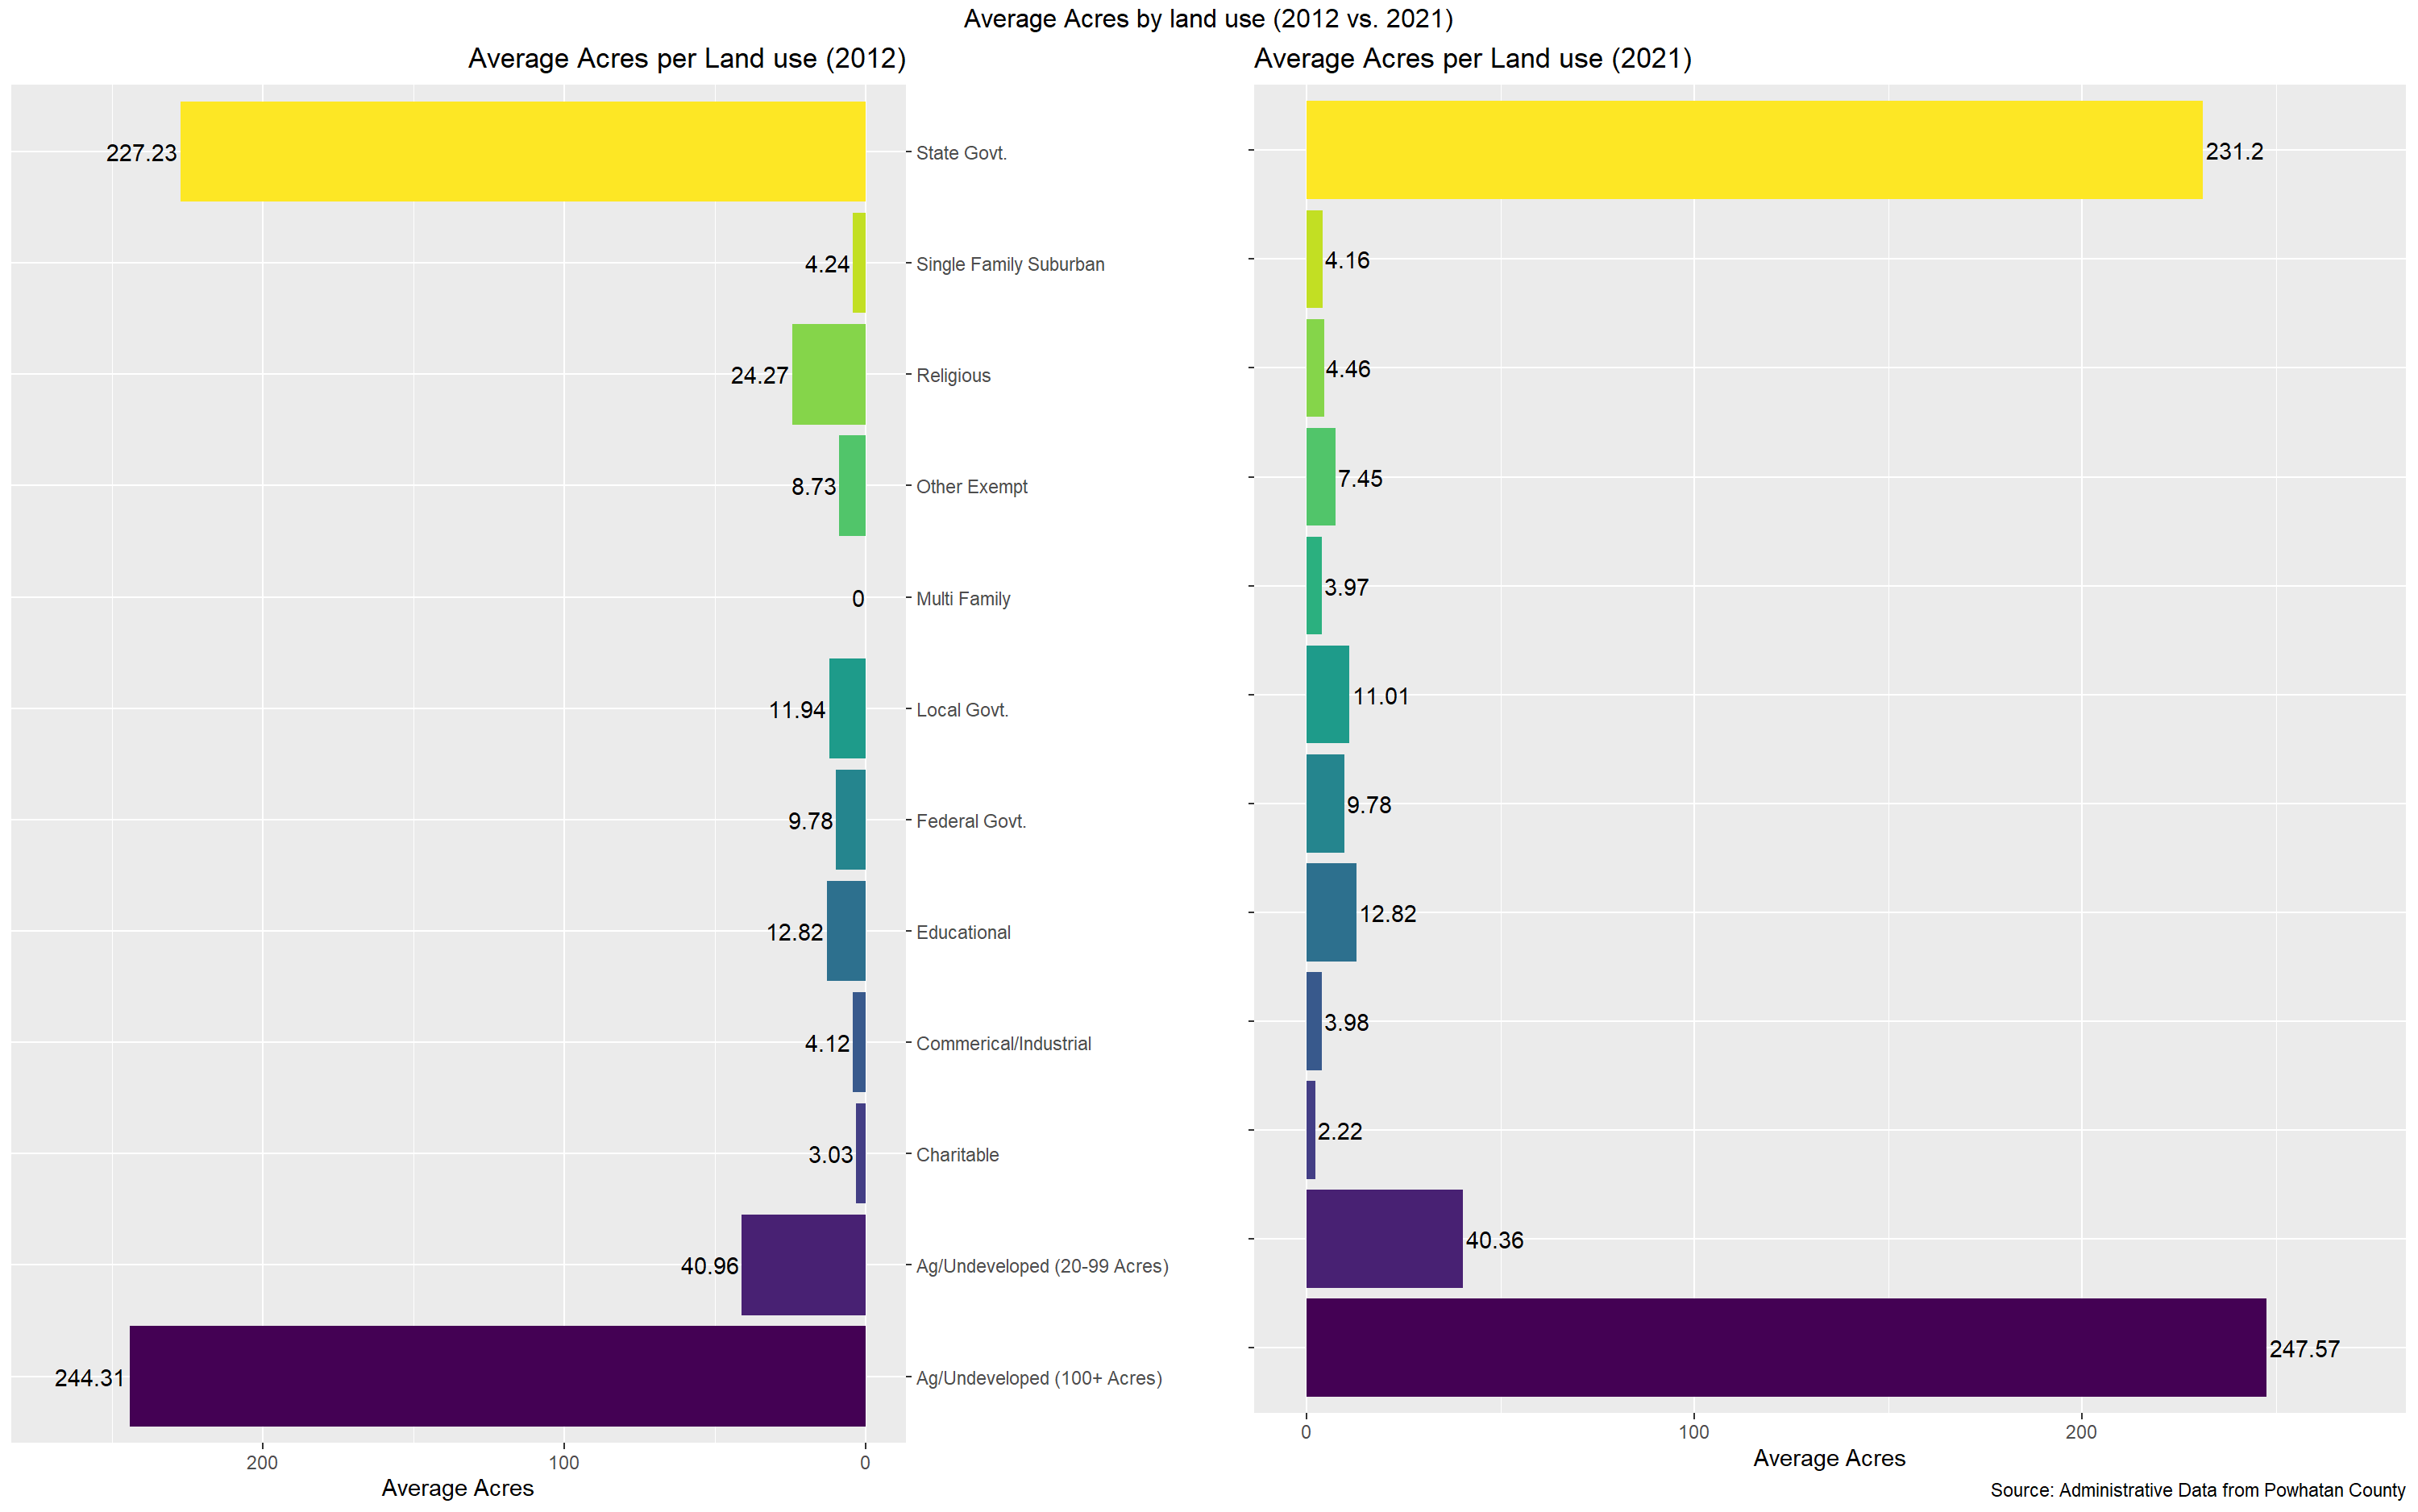 Average Acres by land use (2012 vs. 2021)
Average Acres per Land use (2012)
227.23
State Govt.
4.24
Single Family Suburban
24.27
Religious
8.73
Other Exempt
0
Multi Family
11.94
Local Govt.
9.78
Federal Govt.
12.82
Educational
4.12
Commerical/Industrial
3.03
Charitable
40.96
Ag/Undeveloped (20-99 Acres)
244.31
Ag/Undeveloped (100+ Acres)
200 100 0
Average Acres
Average Acres per Land use (2021)
231.2
4.16
4.46
7.45
3.97
11.01
9.78
12.82
3.98
2.22
40.36
247.57
0 100 200
Average Acres
Source: Administrative Data from Powhatan County